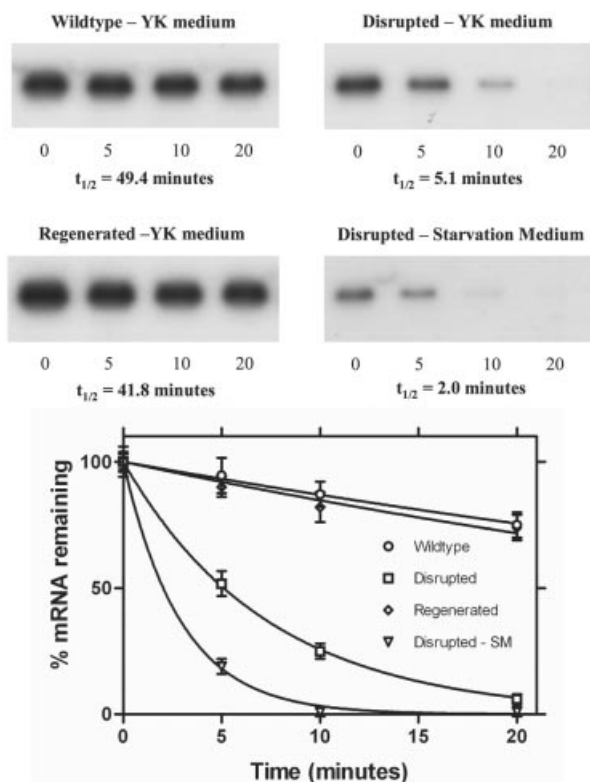 Wildtype – YK medium
0 5 10 20
t1/2 = 49.4 minutes
Disrupted – YK medium
0 5 10 20
t1/2 = 5.1 minutes
Regenerated –YK medium
0 5 10 20
t1/2 = 41.8 minutes
Disrupted – Starvation Medium
0 5 10 20
t1/2 = 2.0 minutes
% mRNA remaining
100
50
0
Wildtype
Disrupted
Regenerated
Disrupted - SM
0 5 10 15 20
Time (minutes)